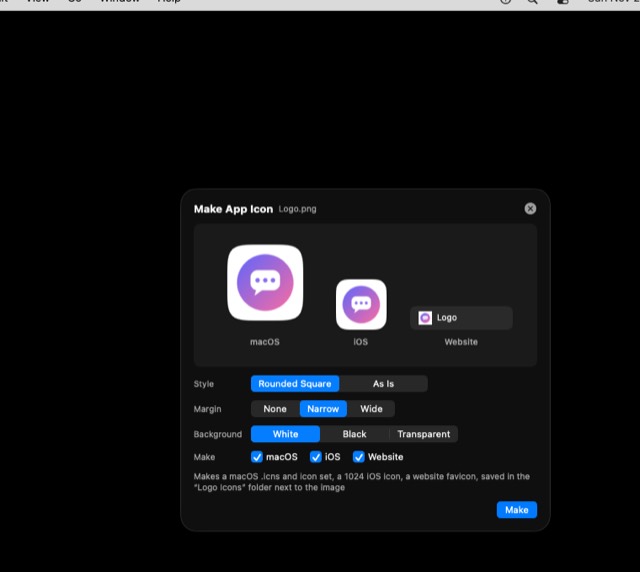 View Go Window Help
Make App Icon Logo.png
macOS
iOS
Logo
Website
Style Rounded Square As Is
Margin None Narrow Wide
Background White Black Transparent
Make macOS iOS Website
Makes a macOS .icns and icon set, a 1024 iOS icon, a website favicon, saved in the
"Logo Icons" folder next to the image
Make